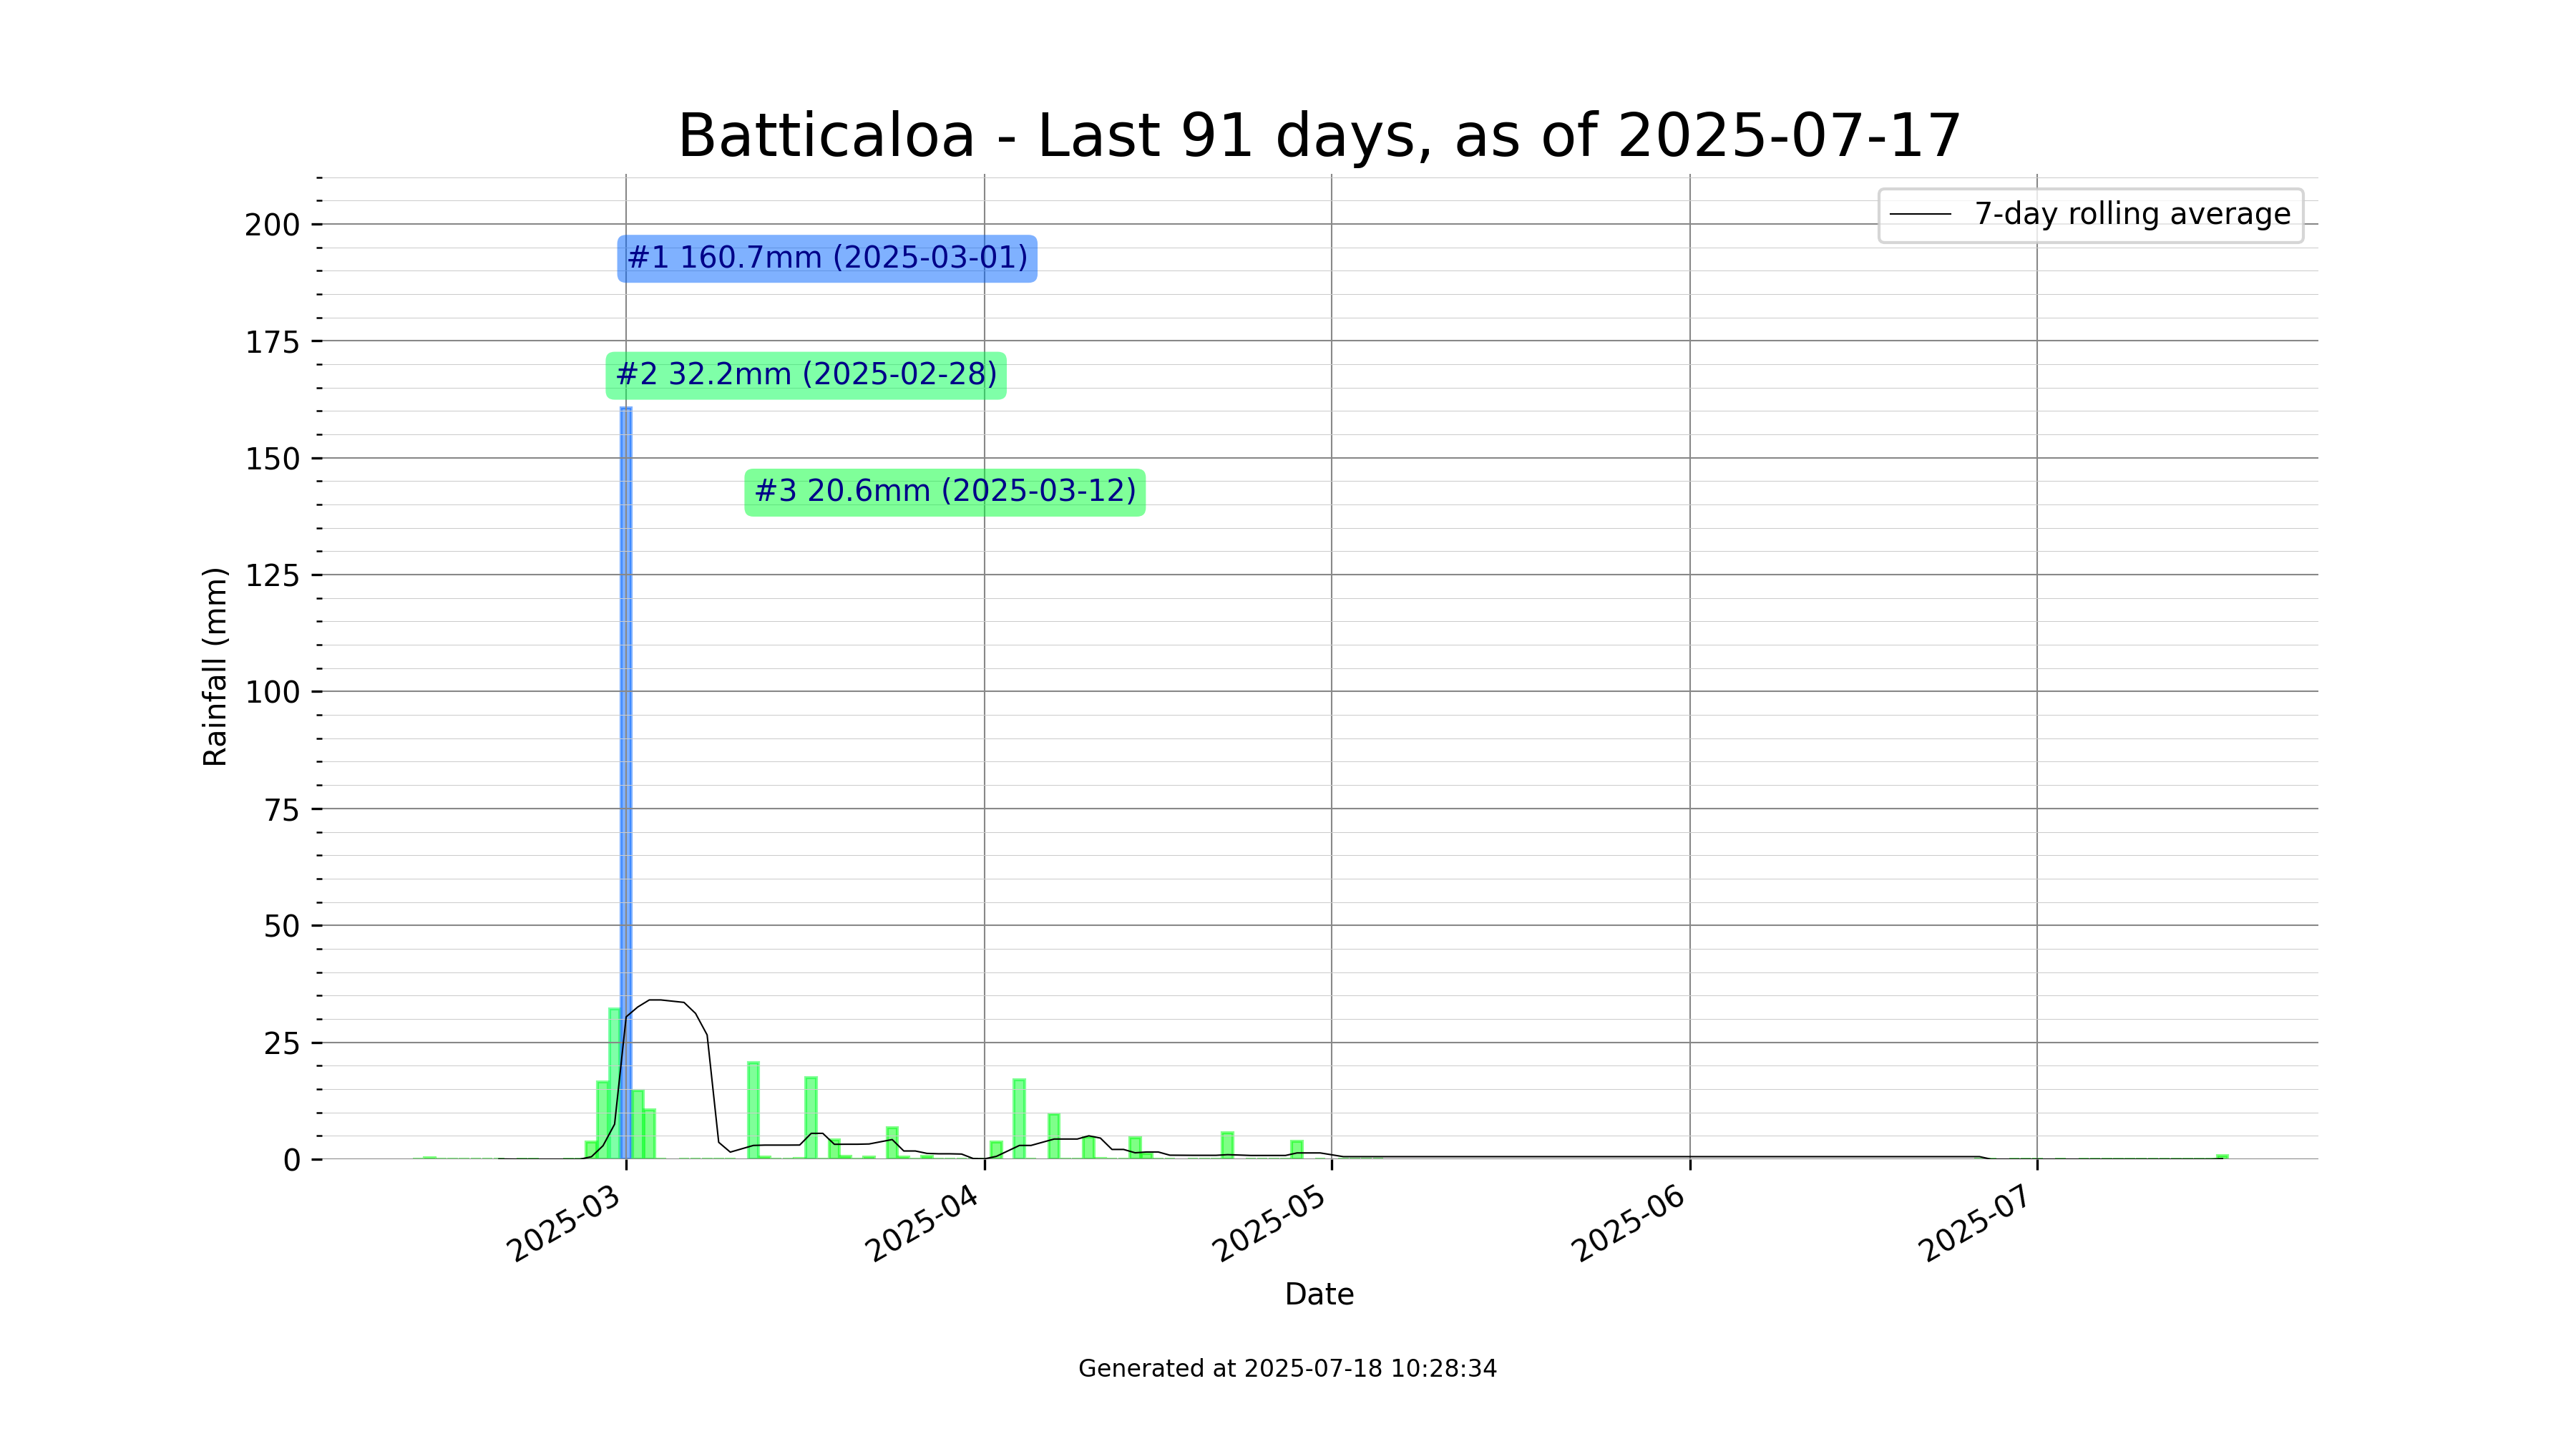 Batticaloa - Last 91 days, as of 2025-07-17
7-day rolling average
#1 160.7mm (2025-03-01)
#2 32.2mm (2025-02-28)
#3 20.6mm (2025-03-12)
Rainfall (mm)
200
175
150
125
100
75
50
25
0
2025-03
2025-04
2025-05
2025-06
2025-07
Date
Generated at 2025-07-18 10:28:34